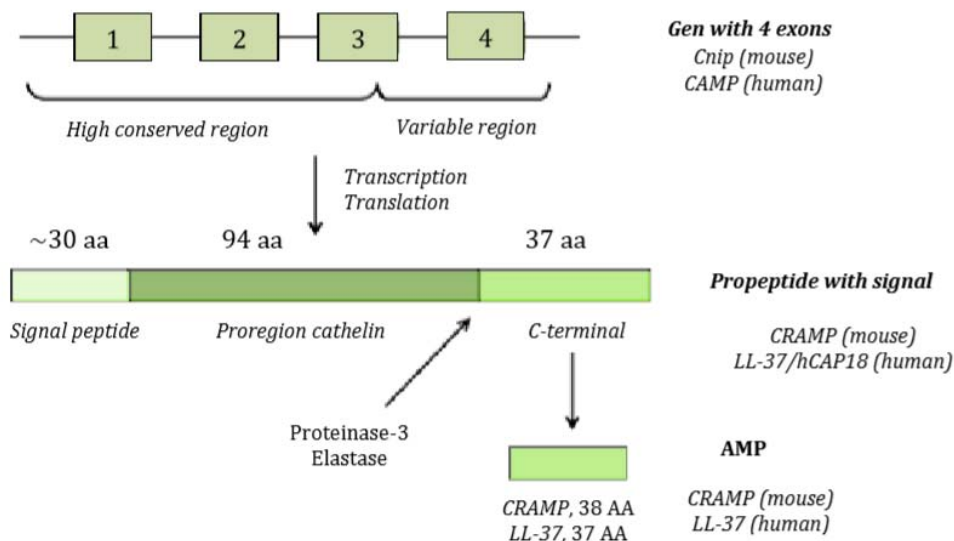 1 2 3 4
Gen with 4 exons
Cnip (mouse)
CAMP (human)
High conserved region
Variable region
Transcription
Translation
~30 aa 94 aa 37 aa
Propeptide with signal
Signal peptide Proregion cathelin C-terminal
CRAMP (mouse)
LL-37/hCAP18 (human)
Proteinase-3
Elastase
AMP
CRAMP, 38 AA
LL-37, 37 AA
CRAMP (mouse)
LL-37 (human)